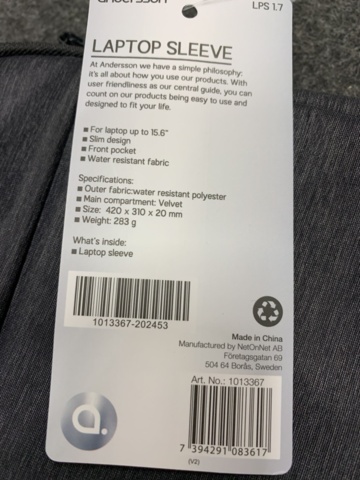 andersson
LPS 1.7
LAPTOP SLEEVE
At Andersson we have a simple philosophy:
it's all about how you use our products. With
user friendliness as our central guide, you can
count on our products being easy to use and
designed to fit your life.
■ For laptop up to 15.6"
■ Slim design
■ Front pocket
■ Water resistant fabric
Specifications:
■ Outer fabric:water resistant polyester
■ Main compartment: Velvet
■ Size: 420 x 310 x 20 mm
■ Weight: 283 g
What's inside:
■ Laptop sleeve
1013367-202453
Made in China
Manufactured by NetOnNet AB
Företagsgatan 69
504 64 Borås, Sweden
Art. No.: 1013367
7 394291 083617
(V2)